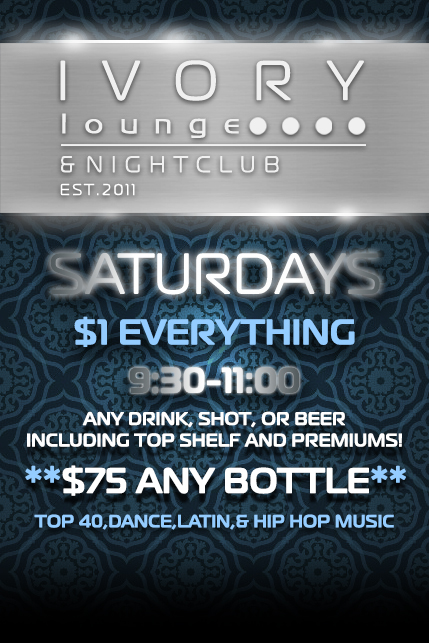 IVORY
lounge
& NIGHTCLUB
EST.2011
SATURDAYS
$1 EVERYTHING
9:30-11:00
ANY DRINK, SHOT, OR BEER
INCLUDING TOP SHELF AND PREMIUMS!
**$75 ANY BOTTLE**
TOP 40,DANCE,LATIN,& HIP HOP MUSIC